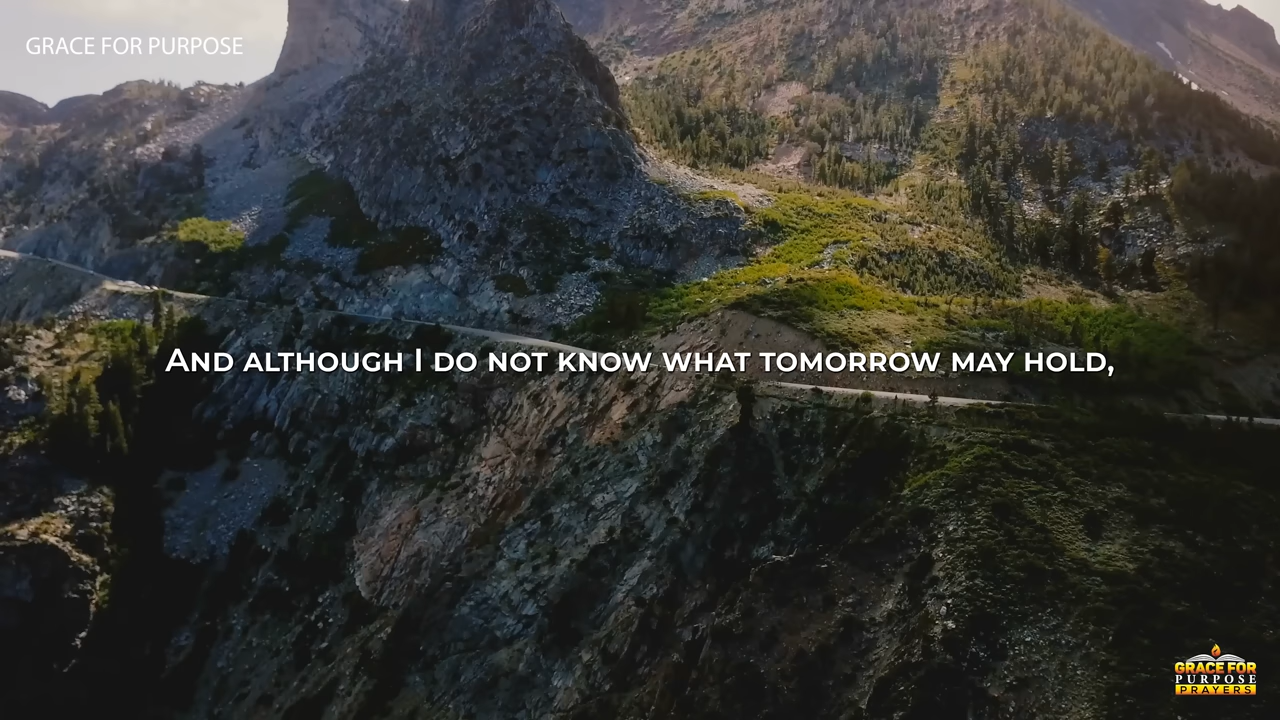 GRACE FOR PURPOSE
And although I do not know what tomorrow may hold,
GRACE FOR
PURPOSE
PRAYERS